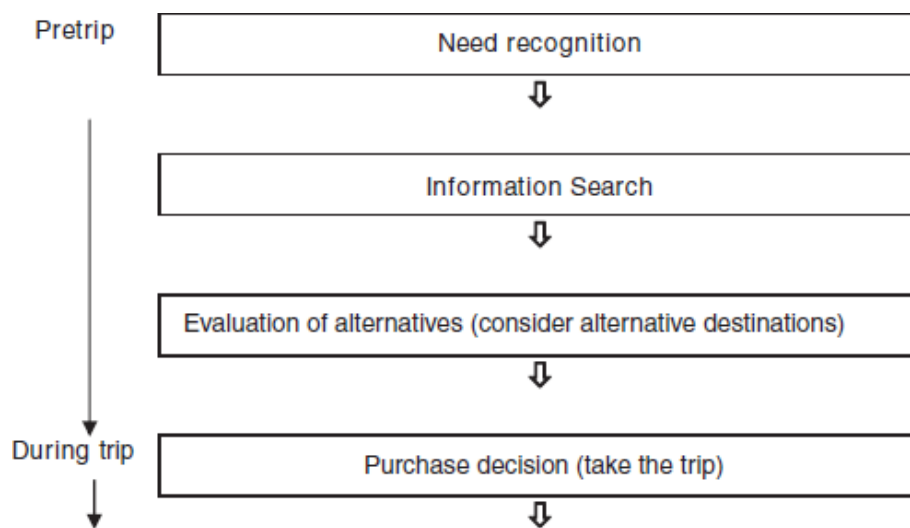 Pretrip
Need recognition
Information Search
Evaluation of alternatives (consider alternative destinations)
During trip
Purchase decision (take the trip)